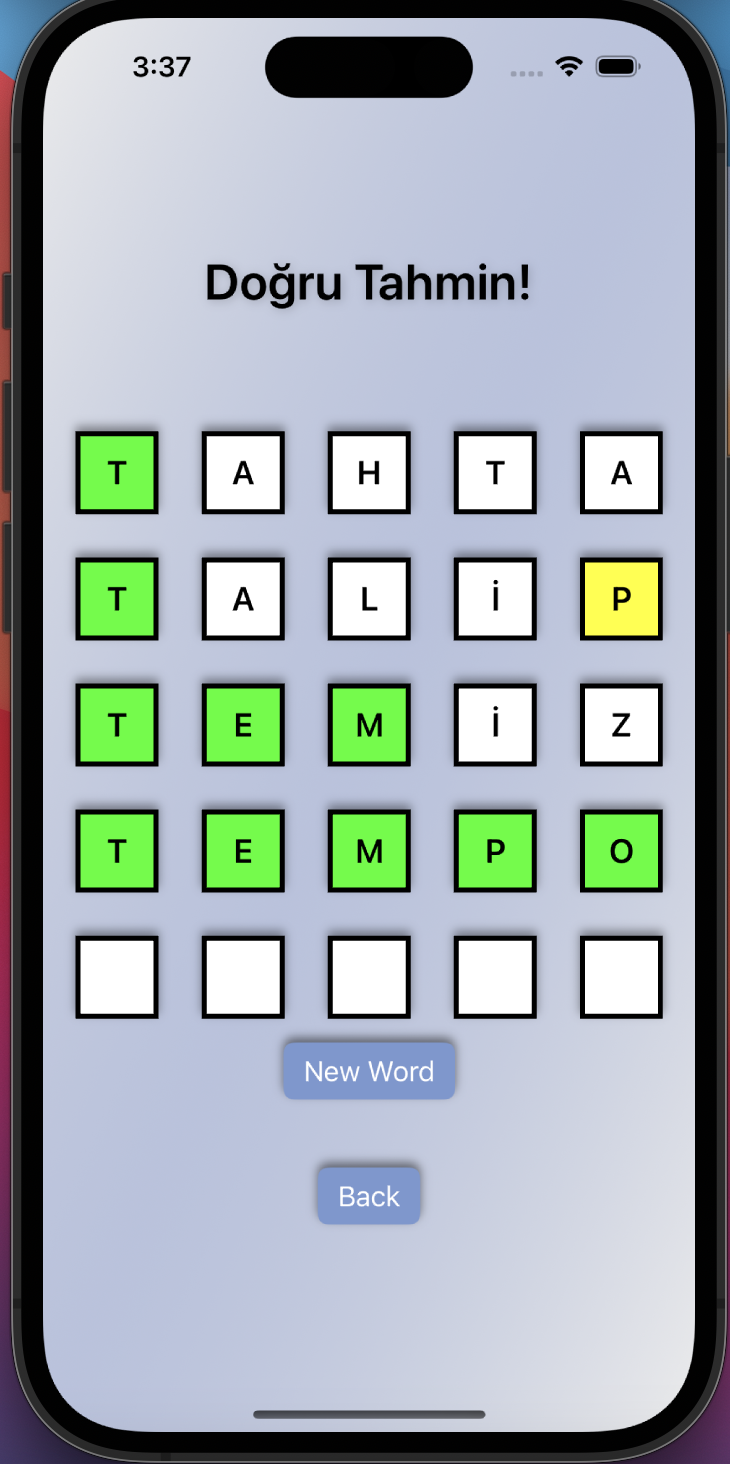 3:37
Doğru Tahmin!
T A H T A
T A L İ P
T E M İ Z
T E M P O
New Word
Back